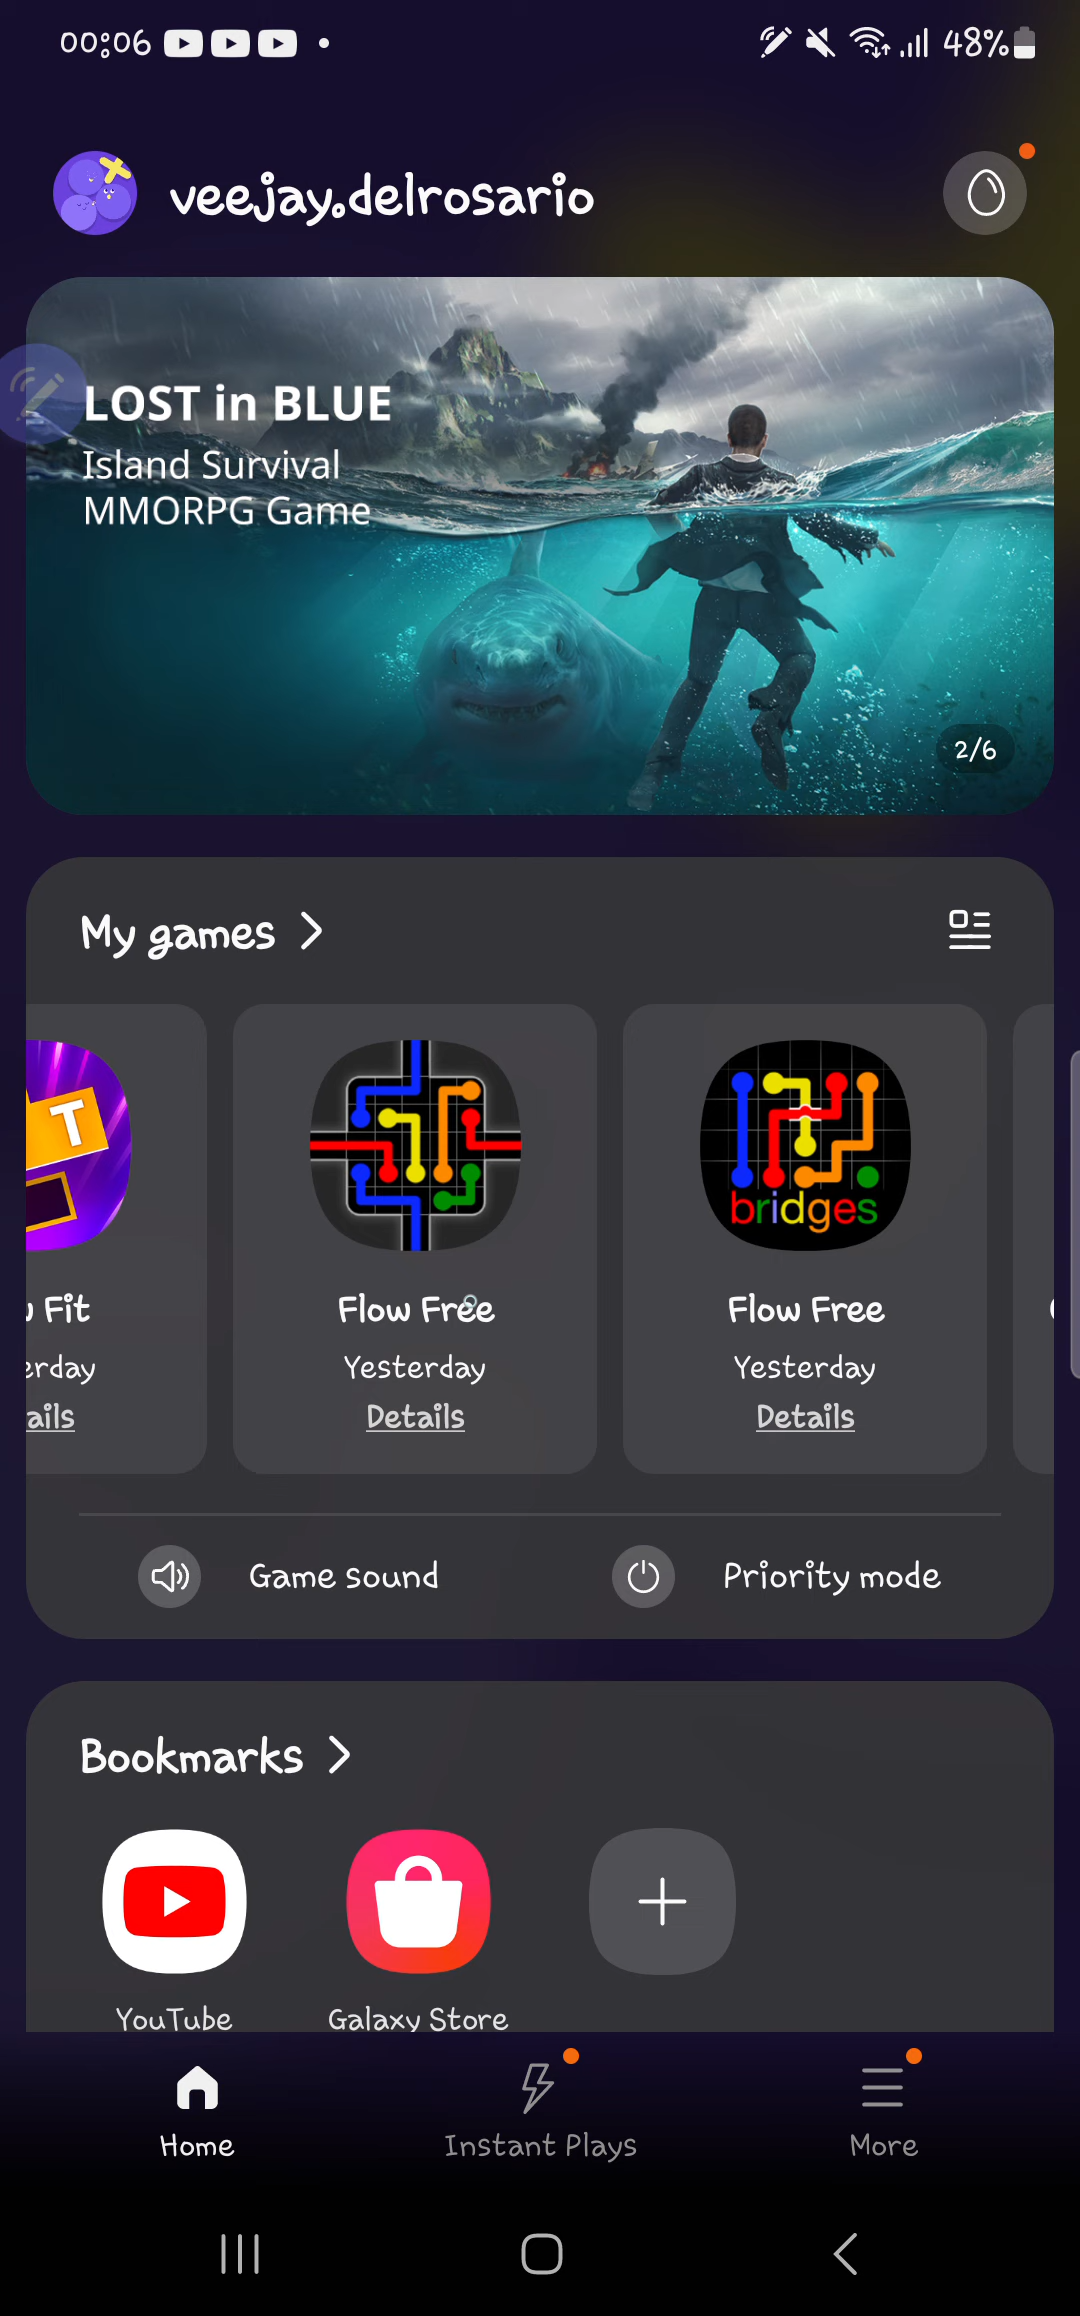 00:06
48%
veejay.delrosario
LOST in BLUE
Island Survival
MMORPG Game
2/6
My games
T
bridges
Fit
Flow Free
Flow Free
Yesterday
Yesterday
Details
Details
Game sound
Priority mode
Bookmarks
YouTube
Galaxy Store
Home
Instant Plays
More